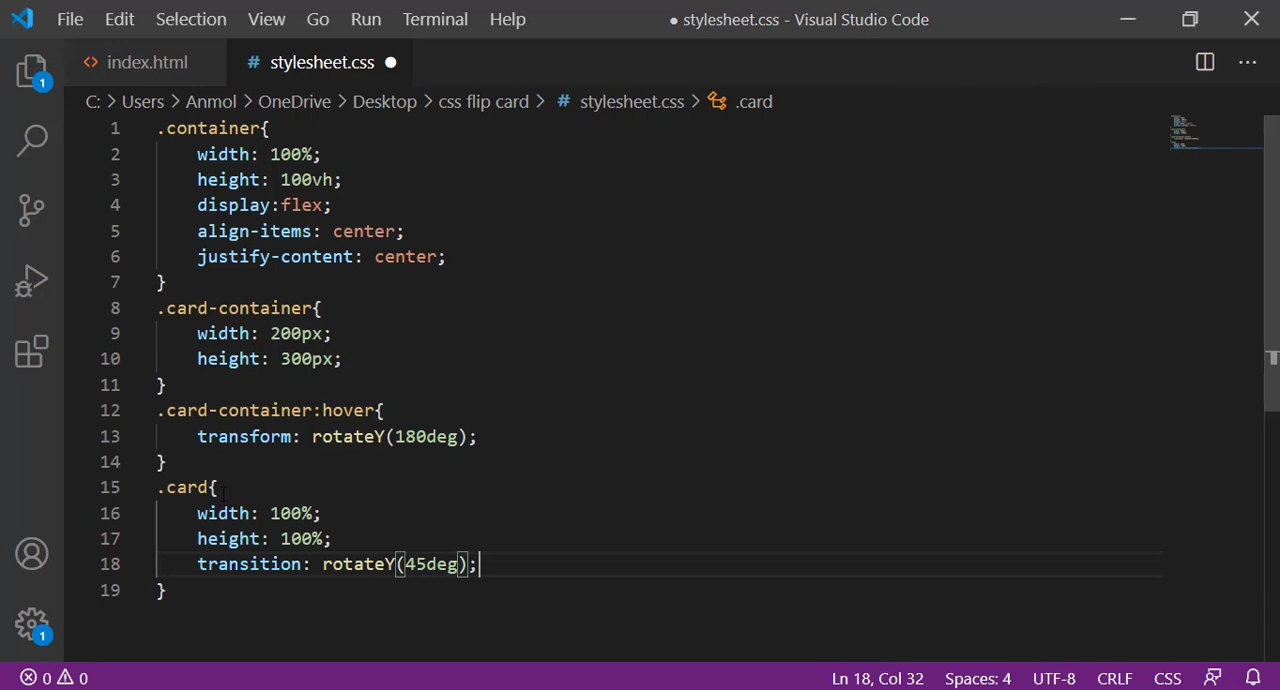 File Edit Selection View Go Run Terminal Help ● stylesheet.css - Visual Studio Code
<> index.html # stylesheet.css ●
C: > Users > Anmol > OneDrive > Desktop > css flip card > # stylesheet.css > .card
1 .container{
2 width: 100%;
3 height: 100vh;
4 display:flex;
5 align-items: center;
6 justify-content: center;
7 }
8 .card-container{
9 width: 200px;
10 height: 300px;
11 }
12 .card-container:hover{
13 transform: rotateY(180deg);
14 }
15 .card{
16 width: 100%;
17 height: 100%;
18 transition: rotateY(45deg);
19 }
1
1
0 0 Ln 18, Col 32 Spaces: 4 UTF-8 CRLF CSS